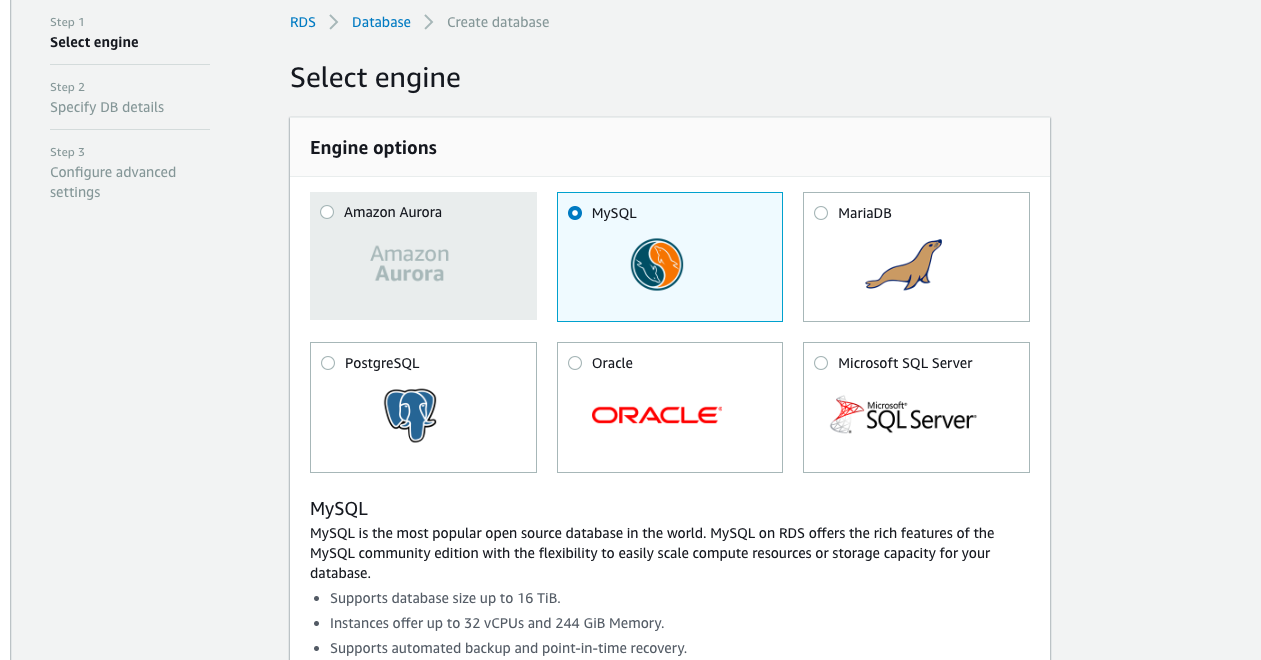 Step 1
Select engine
Step 2
Specify DB details
Step 3
Configure advanced
settings
RDS > Database > Create database
Select engine
Engine options
Amazon Aurora
Amazon
Aurora
MySQL
MariaDB
PostgreSQL
Oracle
ORACLE®
Microsoft SQL Server
Microsoft®
SQL Server®
MySQL
MySQL is the most popular open source database in the world. MySQL on RDS offers the rich features of the
MySQL community edition with the flexibility to easily scale compute resources or storage capacity for your
database.
• Supports database size up to 16 TiB.
• Instances offer up to 32 vCPUs and 244 GiB Memory.
• Supports automated backup and point-in-time recovery.